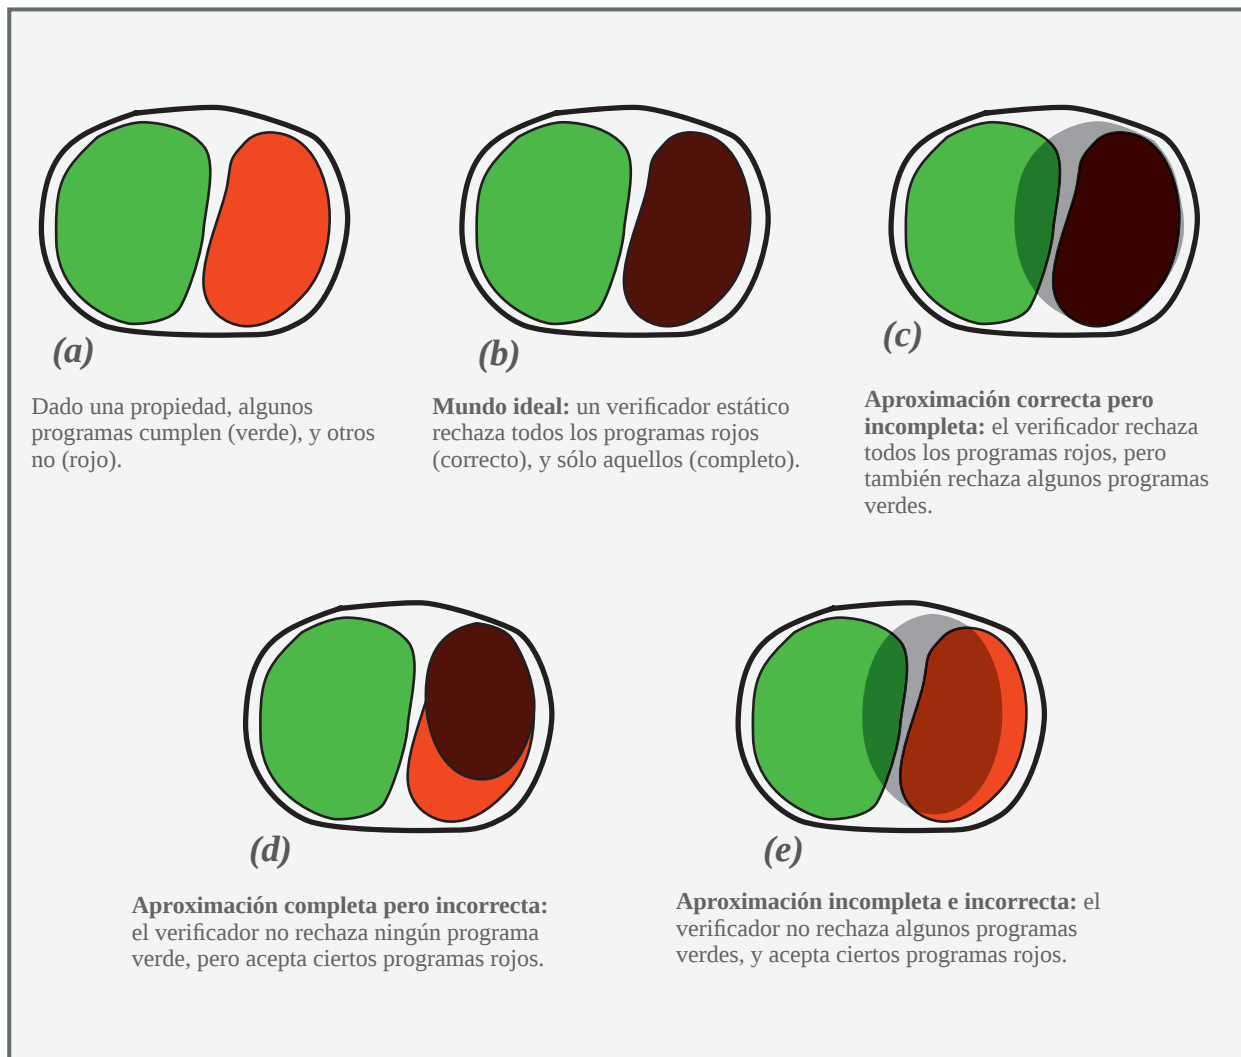 (a)
Dado una propiedad, algunos
programas cumplen (verde), y otros
no (rojo).
(b)
Mundo ideal: un verificador estático
rechaza todos los programas rojos
(correcto), y sólo aquellos (completo).
(c)
Aproximación correcta pero
incompleta: el verificador rechaza
todos los programas rojos, pero
también rechaza algunos programas
verdes.
(d)
Aproximación completa pero incorrecta:
el verificador no rechaza ningún programa
verde, pero acepta ciertos programas rojos.
(e)
Aproximación incompleta e incorrecta: el
verificador no rechaza algunos programas
verdes, y acepta ciertos programas rojos.